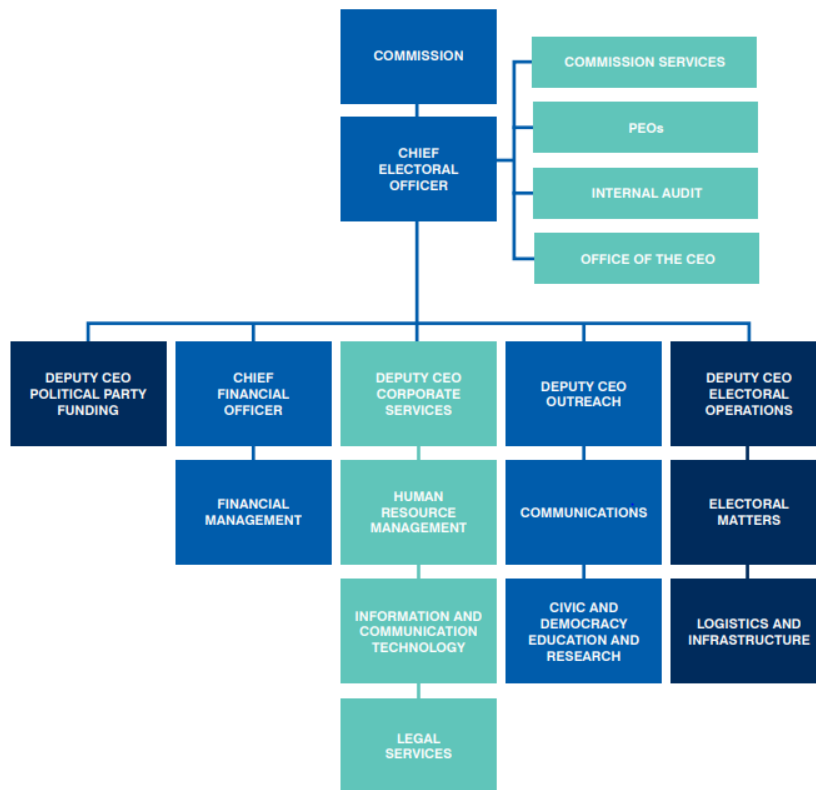 COMMISSION
COMMISSION SERVICES
PEOs
CHIEF
ELECTORAL
OFFICER
INTERNAL AUDIT
OFFICE OF THE CEO
DEPUTY CEO
POLITICAL PARTY
FUNDING
CHIEF
FINANCIAL
OFFICER
DEPUTY CEO
CORPORATE
SERVICES
DEPUTY CEO
OUTREACH
DEPUTY CEO
ELECTORAL
OPERATIONS
FINANCIAL
MANAGEMENT
HUMAN
RESOURCE
MANAGEMENT
COMMUNICATIONS
ELECTORAL
MATTERS
INFORMATION AND
COMMUNICATION
TECHNOLOGY
CIVIC AND
DEMOCRACY
EDUCATION AND
RESEARCH
LOGISTICS AND
INFRASTRUCTURE
LEGAL
SERVICES